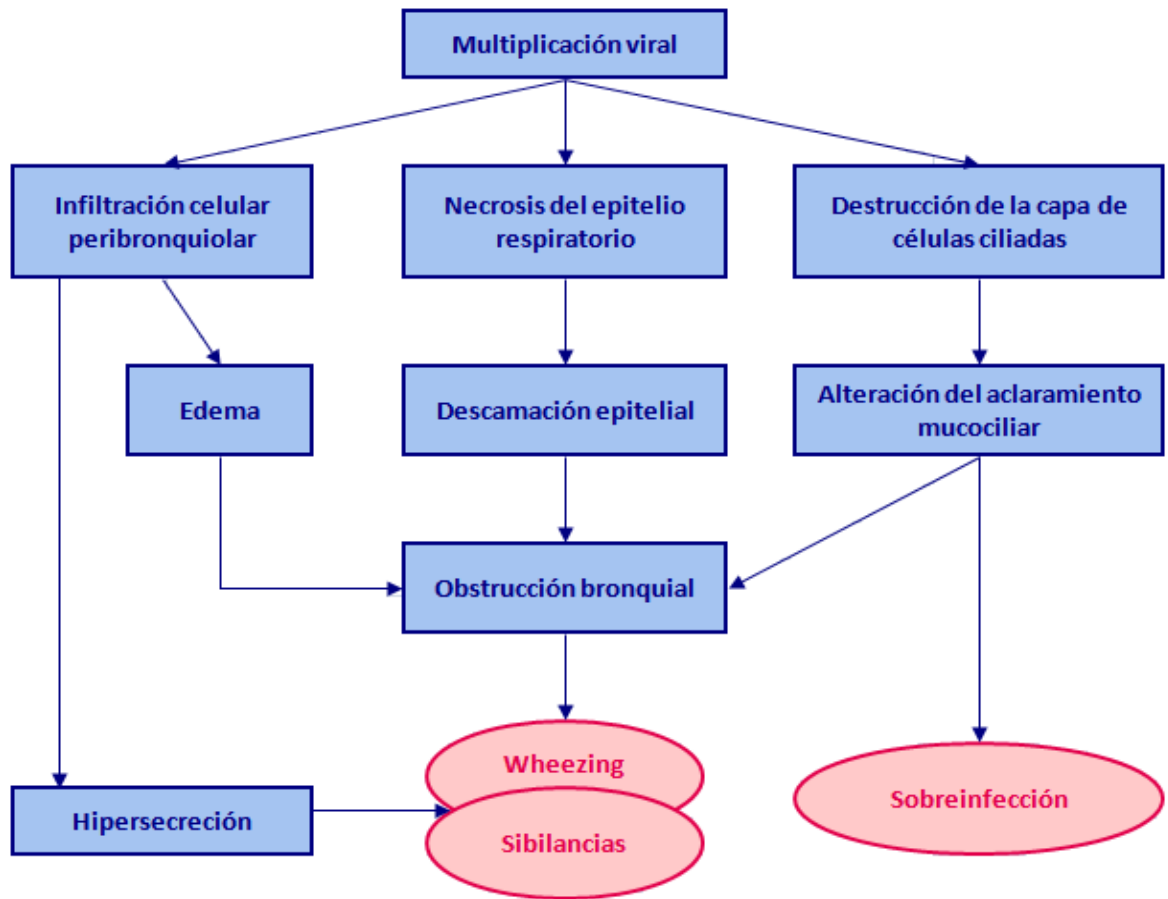 Multiplicación viral
Infiltración celular
peribronquiolar
Necrosis del epitelio
respiratorio
Destrucción de la capa de
células ciliadas
Edema
Descamación epitelial
Alteración del aclaramiento
mucociliar
Obstrucción bronquial
Wheezing
Sibilancias
Hipersecreción
Sobreinfección